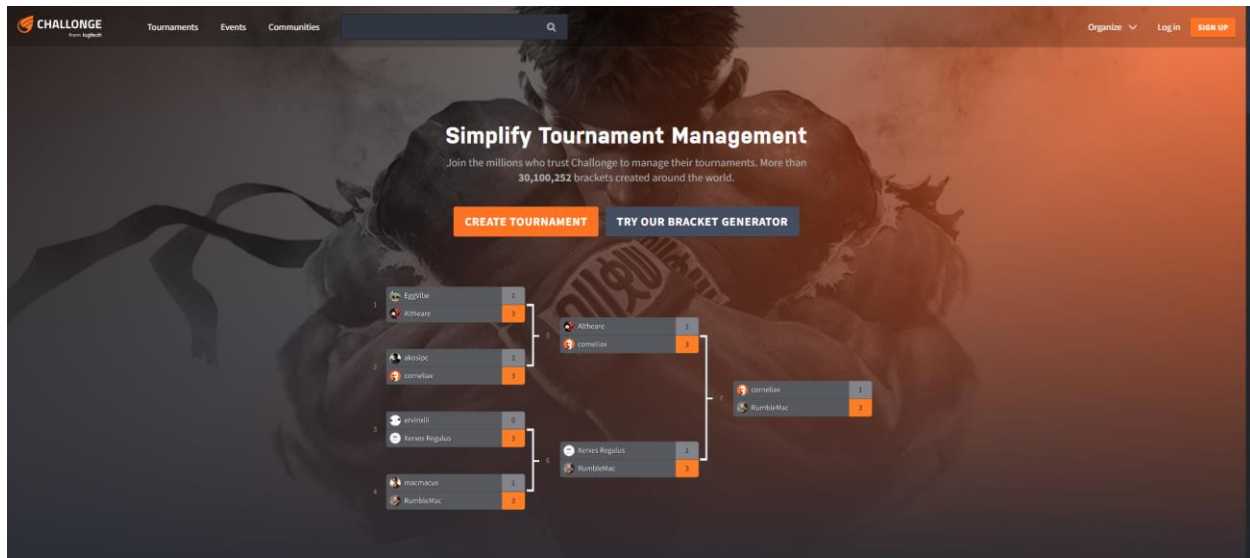 CHALLONGE
from logitech
Tournaments Events Communities
Organize Log in SIGN UP
Simplify Tournament Management
Join the millions who trust Challonge to manage their tournaments. More than
30,100,252 brackets created around the world.
CREATE TOURNAMENT TRY OUR BRACKET GENERATOR
1
EggVibe 1
Altheare 3
2
akosipc 2
corneliax 3
3
ervinxiii 0
Xerxes Regulus 3
4
macmacus 1
RumbleMac 3
5
Altheare 1
corneliax 3
6
Xerxes Regulus 1
RumbleMac 3
7
corneliax 1
RumbleMac 3